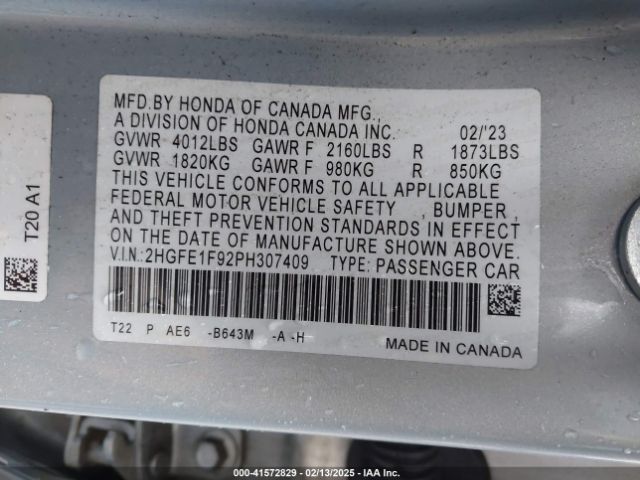 T20 A1
MFD.BY HONDA OF CANADA MFG.,
A DIVISION OF HONDA CANADA INC. 02/'23
GVWR 4012LBS GAWR F 2160LBS R 1873LBS
GVWR 1820KG GAWR F 980KG R 850KG
THIS VEHICLE CONFORMS TO ALL APPLICABLE
FEDERAL MOTOR VEHICLE SAFETY , BUMPER ,
AND THEFT PREVENTION STANDARDS IN EFFECT
ON THE DATE OF MANUFACTURE SHOWN ABOVE.
V.I.N.:2HGFE1F92PH307409 TYPE: PASSENGER CAR
T22 P AE6 -B643M -A -H
MADE IN CANADA
000-41572829 - 02/13/2025 - IAA Inc.